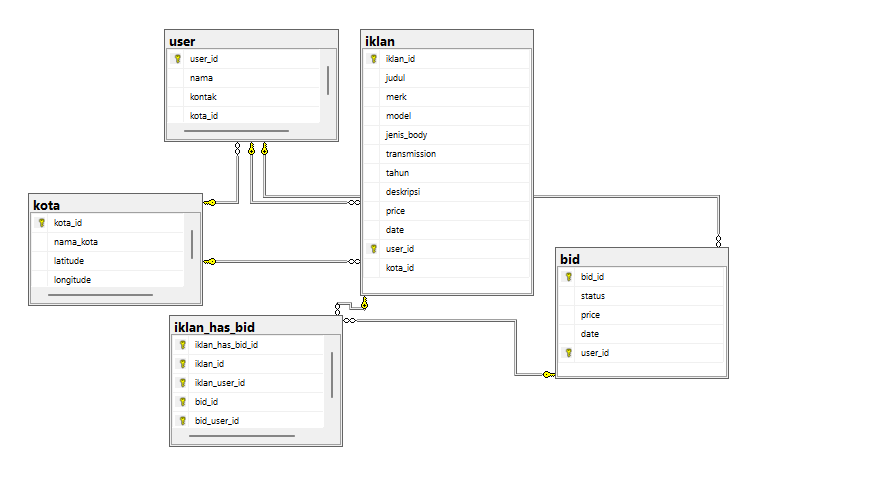 user
user_id
nama
kontak
kota_id
iklan
iklan_id
judul
merk
model
jenis_body
transmission
tahun
deskripsi
price
date
user_id
kota_id
kota
kota_id
nama_kota
latitude
longitude
bid
bid_id
status
price
date
user_id
iklan_has_bid
iklan_has_bid_id
iklan_id
iklan_user_id
bid_id
bid_user_id